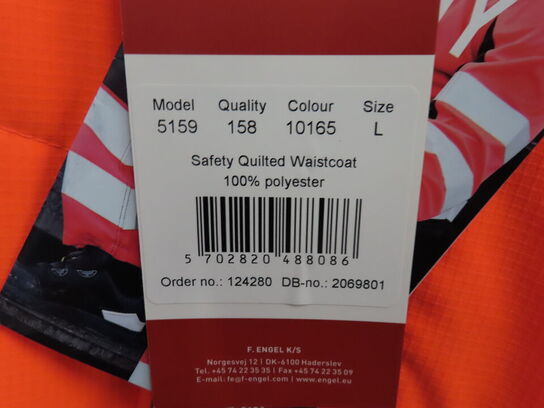 Model Quality Colour Size
5159 158 10165 L
Safety Quilted Waistcoat
100% polyester
5 702820 488086
Order no.: 124280 DB-no.: 2069801
F. ENGEL K/S
Norgesvej 12 | DK-6100 Haderslev
Tel. +45 74 22 35 35 | Fax +45 74 22 35 09
E-mail: fe@f-engel.com | www.engel.eu